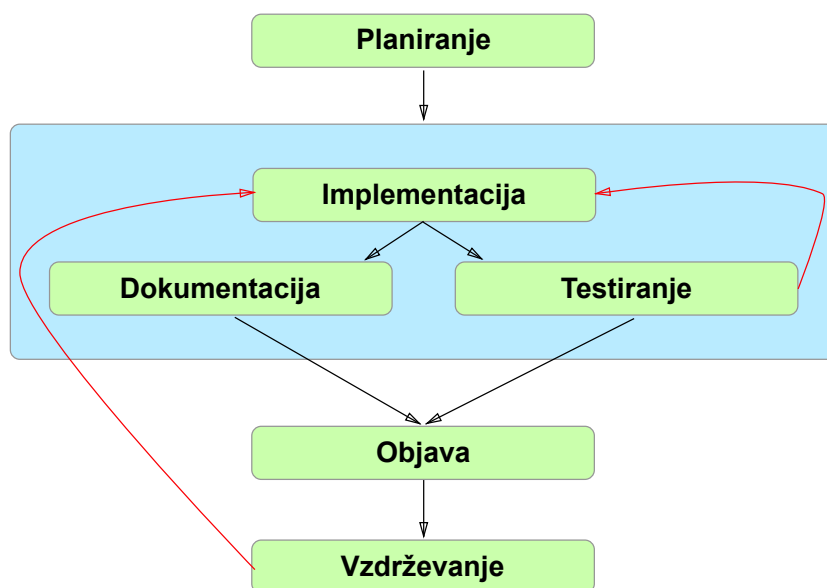 Planiranje
Implementacija
Dokumentacija
Testiranje
Objava
Vzdrževanje